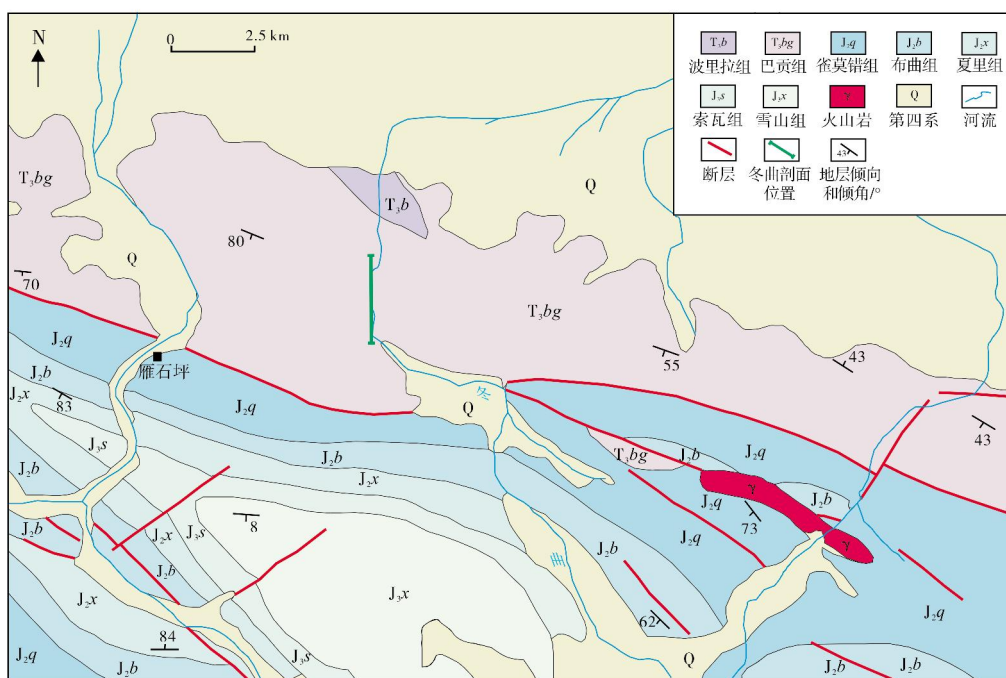 N
0 2.5 km
T₃b T₃bg J₂q J₂b J₂x
波里拉组 巴贡组 雀莫错组 布曲组 夏里组
J₃s J₃x γ Q
索瓦组 雪山组 火山岩 第四系 河流
43
断层 冬曲剖面位置 地层倾向和倾角/°
T₃bg
Q
T₃b
Q
80
70
T₃bg
J₂q
雁石坪
55
43
J₂b
J₂x
83
J₂q
Q
冬
43
J₃s
J₂b
T₃bg
J₂b
J₂q
J₂x
γ
J₂b
J₂b
J₂q
8
73
J₂b
J₂x
J₃s
J₂q
J₂b
γ
J₂b
曲
J₂x
J₃x
62
J₂q
84
J₃s
Q
J₂q
J₂b
J₂b
J₂b